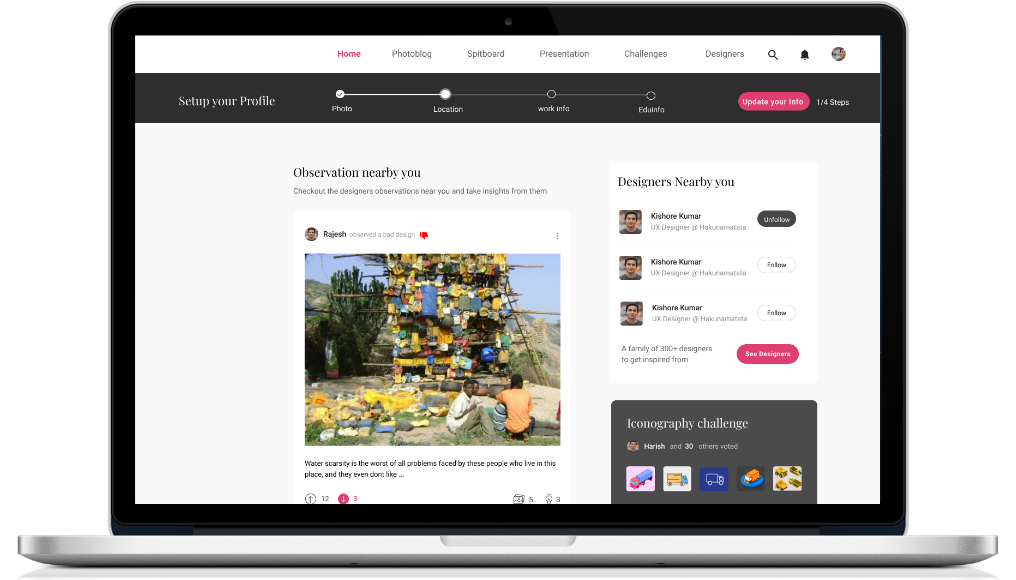 Home Photoblog Spitboard Presentation Challenges Designers
Setup your Profile
Photo Location work info Eduinfo
Update your Info 1/4 Steps
Observation nearby you
Checkout the designers observations near you and take insights from them
Rajesh observed a bad design
Water scarsity is the worst of all problems faced by these people who live in this
place, and they even dont like ...
12 3 5 3
Designers Nearby you
Kishore Kumar
UX Designer @ Hakunamatata
Unfollow
Kishore Kumar
UX Designer @ Hakunamatata
Follow
Kishore Kumar
UX Designer @ Hakunamatata
Follow
A family of 300+ designers
to get inspired from
See Designers
Iconography challenge
Harish and 30 others voted